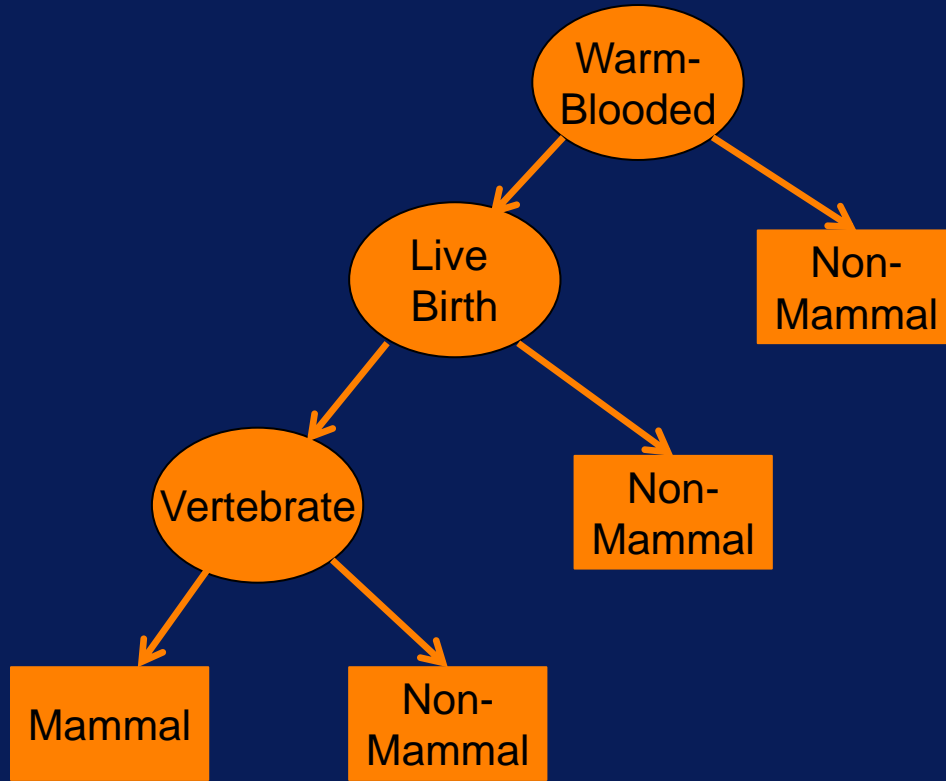 Warm-
Blooded
Live
Birth
Non-
Mammal
Vertebrate
Non-
Mammal
Mammal
Non-
Mammal